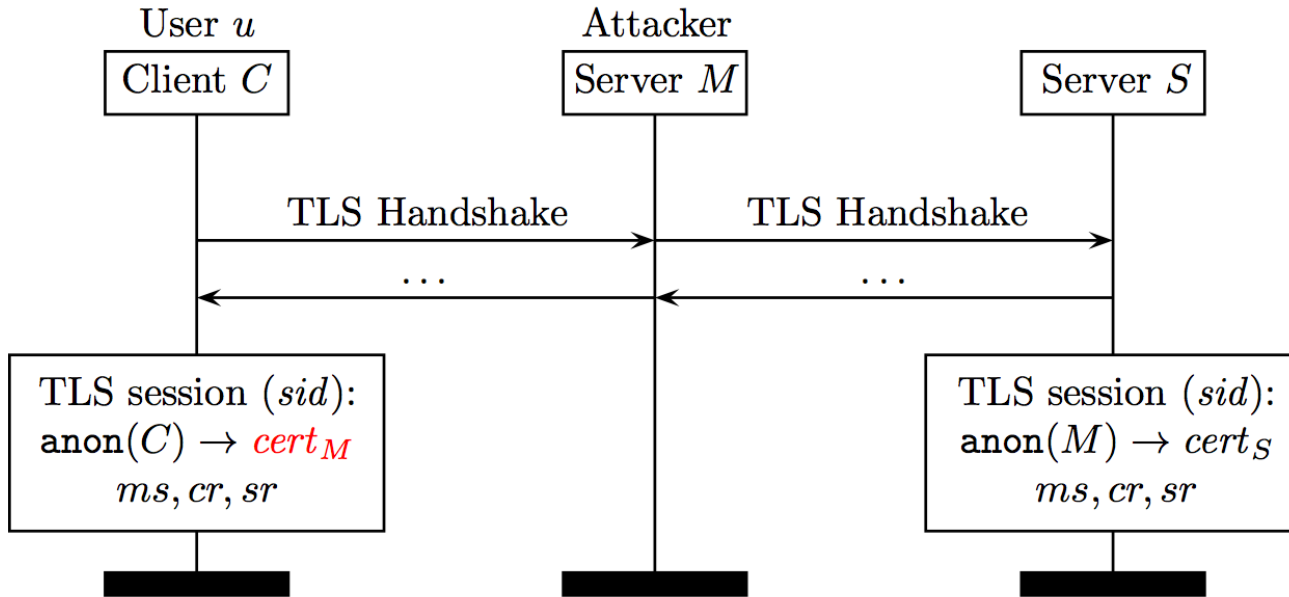 User u
Client C
Attacker
Server M
Server S
TLS Handshake
TLS Handshake
. . .
. . .
TLS session (sid):
anon(C) → cert_M
ms, cr, sr
TLS session (sid):
anon(M) → cert_S
ms, cr, sr